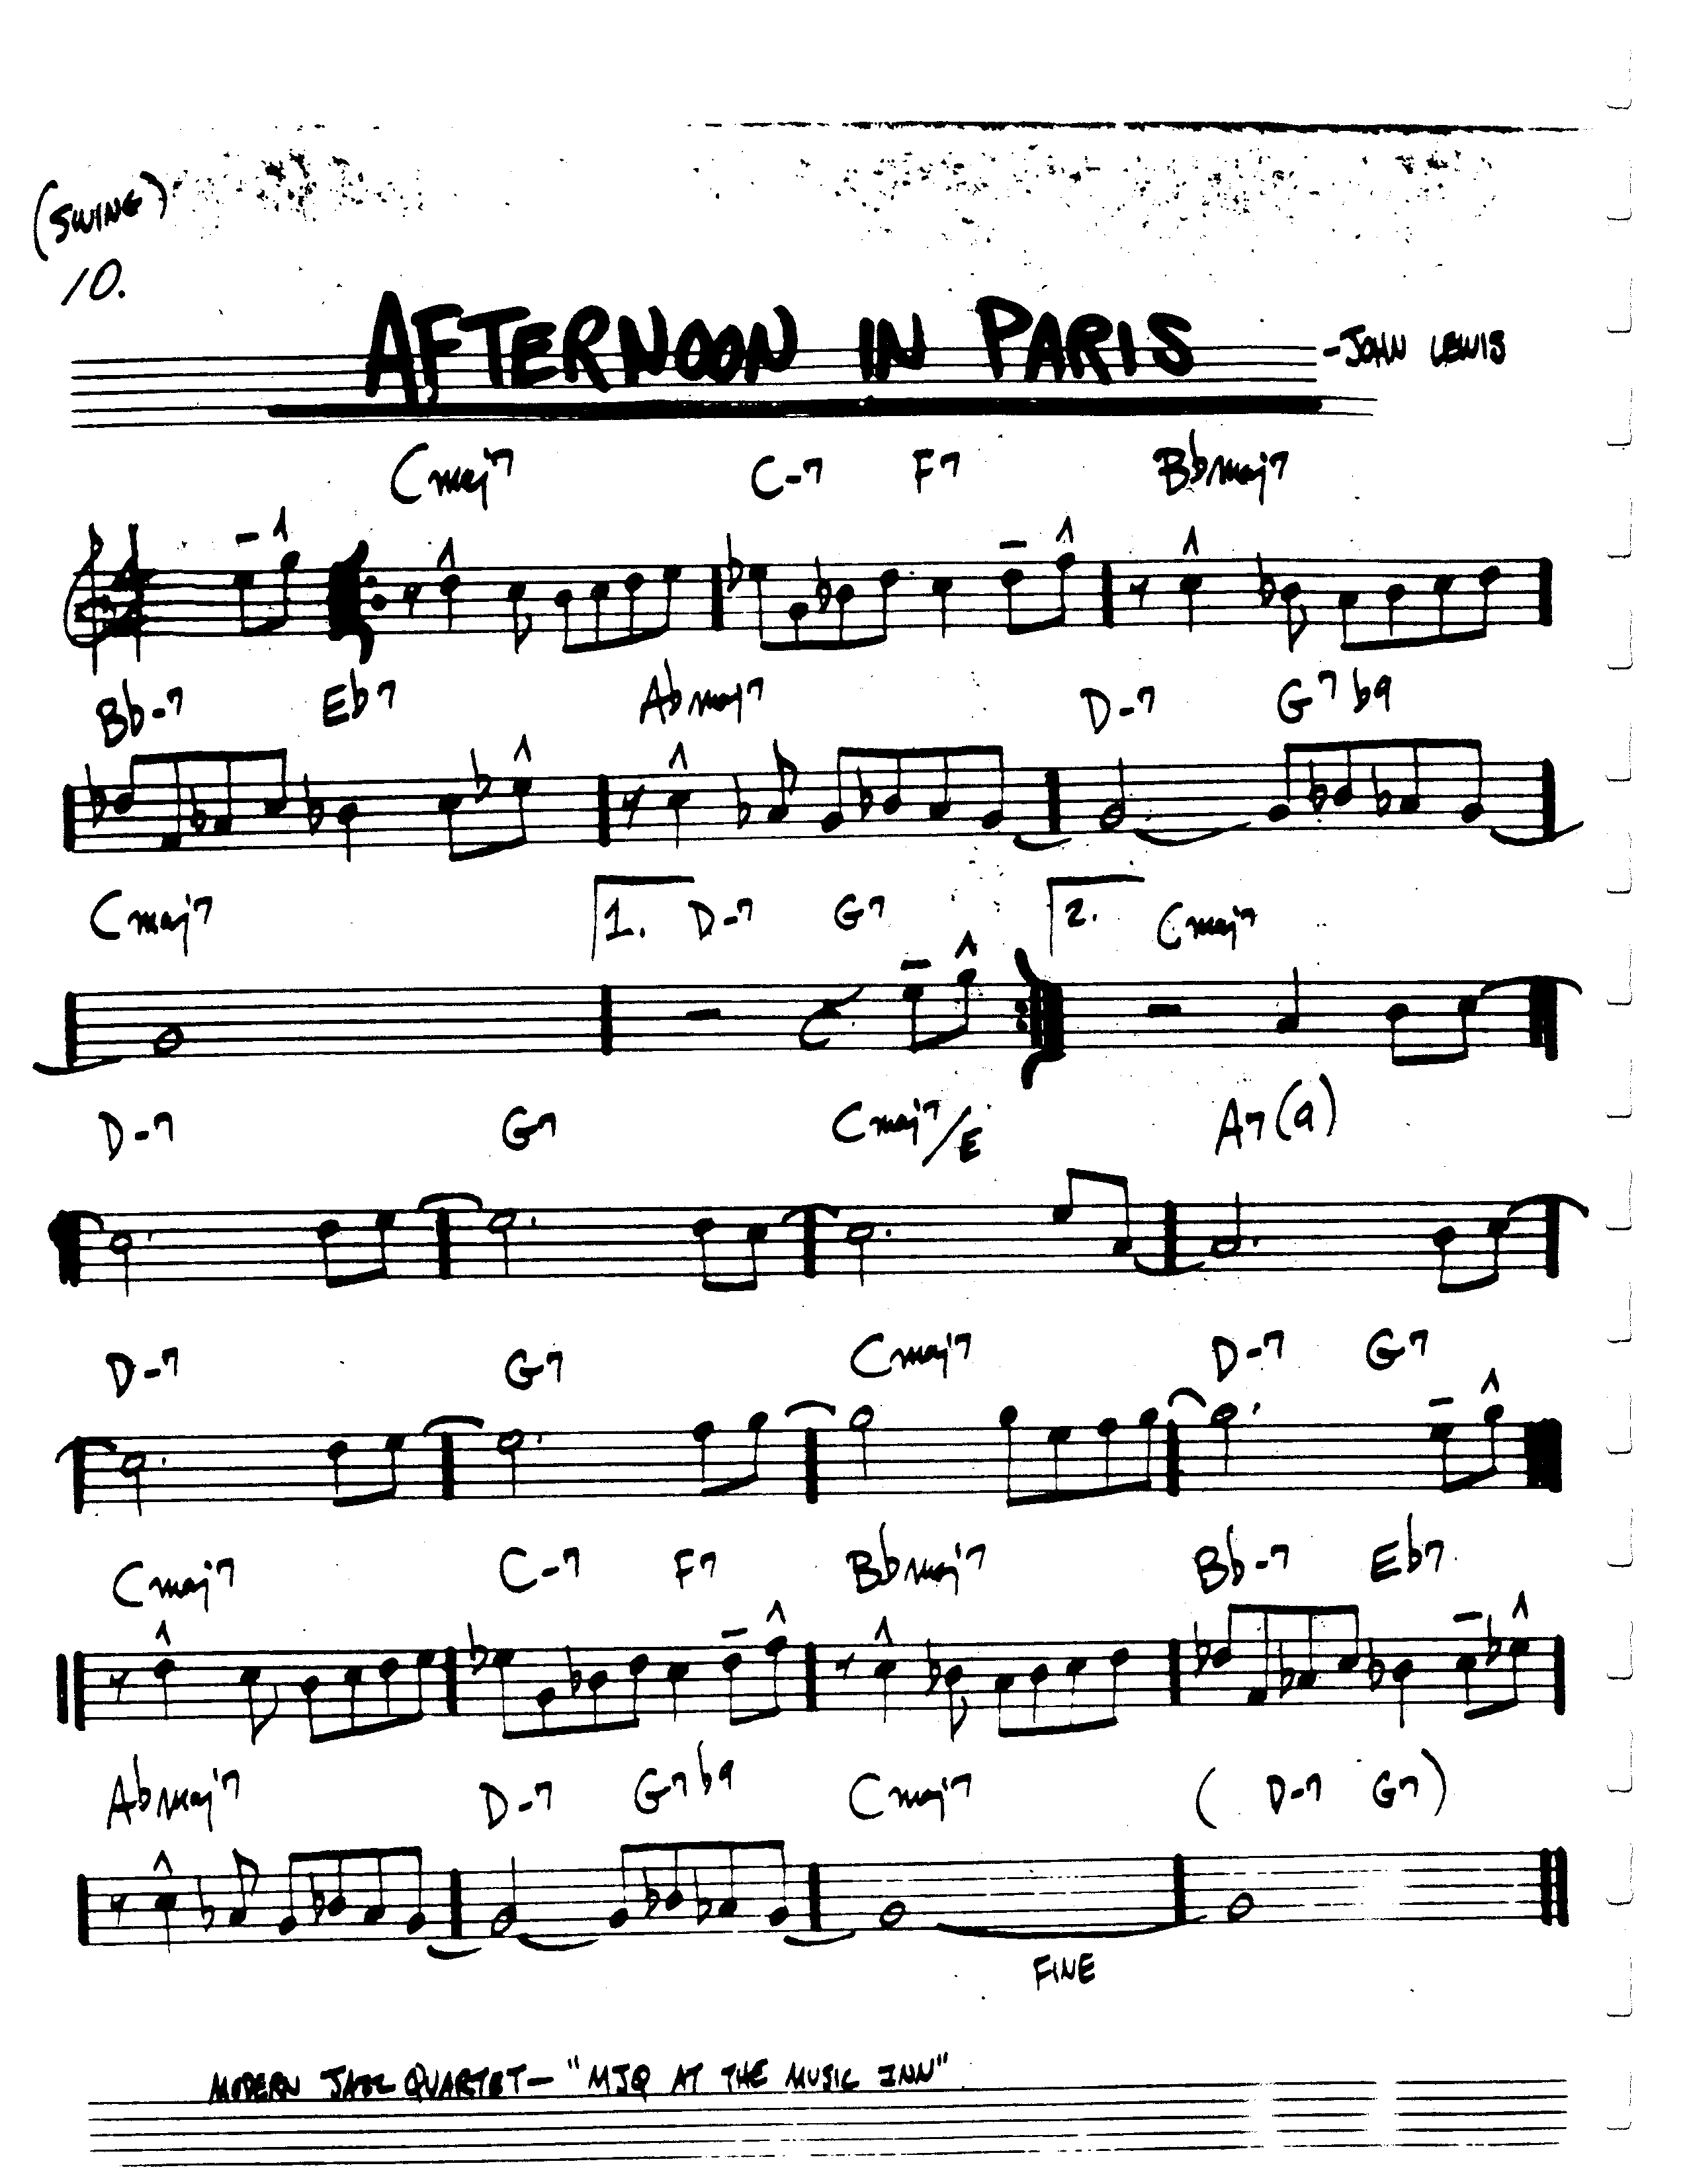 (SWING)
10.
AFTERNOON IN PARIS -JOHN LEWIS
Cmaj7 C-7 F7 Bbmaj7
Bb-7 Eb7 Abmaj7 D-7 G7b9
Cmaj7 1. D-7 G7 2. Cmaj7
D-7 G7 Cmaj7/E A7(9)
D-7 G7 Cmaj7 D-7 G7
Cmaj7 C-7 F7 Bbmaj7 Bb-7 Eb7
Abmaj7 D-7 G7b9 Cmaj7 ( D-7 G7)
FINE
MODERN JAZZ QUARTET- "MJQ AT THE MUSIC INN"